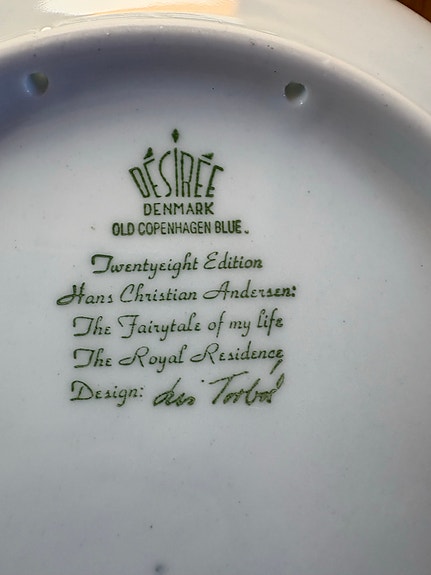 DÉSIRÉE
DENMARK
OLD COPENHAGEN BLUE.
Twentyeight Edition
Hans Christian Andersen:
The Fairytale of my life
The Royal Residence
Design: